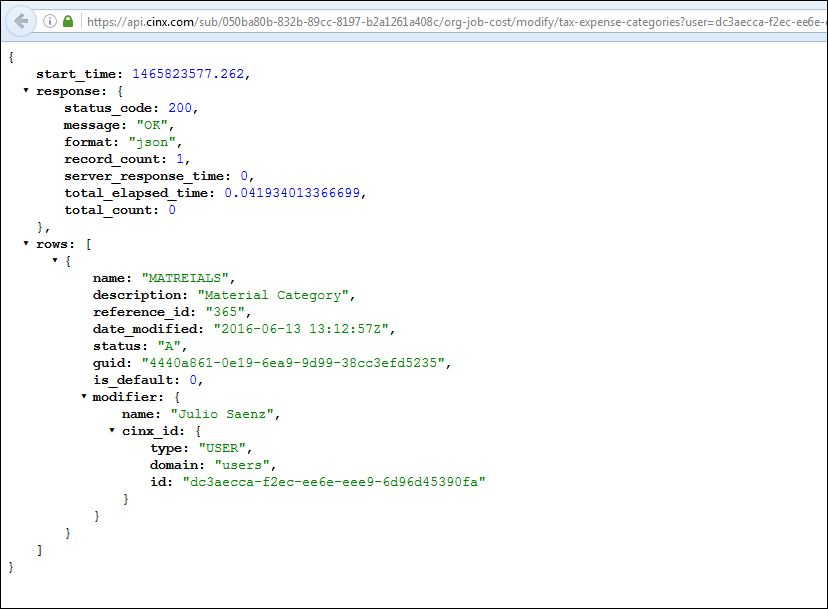 https://api.cinx.com/sub/050ba80b-832b-89cc-8197-b2a1261a408c/org-job-cost/modify/tax-expense-categories?user=dc3aecca-f2ec-ee6e-
{
start_time: 1465823577.262,
response: {
status_code: 200,
message: "OK",
format: "json",
record_count: 1,
server_response_time: 0,
total_elapsed_time: 0.041934013366699,
total_count: 0
},
rows: [
{
name: "MATREIALS",
description: "Material Category",
reference_id: "365",
date_modified: "2016-06-13 13:12:57Z",
status: "A",
guid: "4440a861-0e19-6ea9-9d99-38cc3efd5235",
is_default: 0,
modifier: {
name: "Julio Saenz",
cinx_id: {
type: "USER",
domain: "users",
id: "dc3aecca-f2ec-ee6e-eee9-6d96d45390fa"
}
}
}
]
}